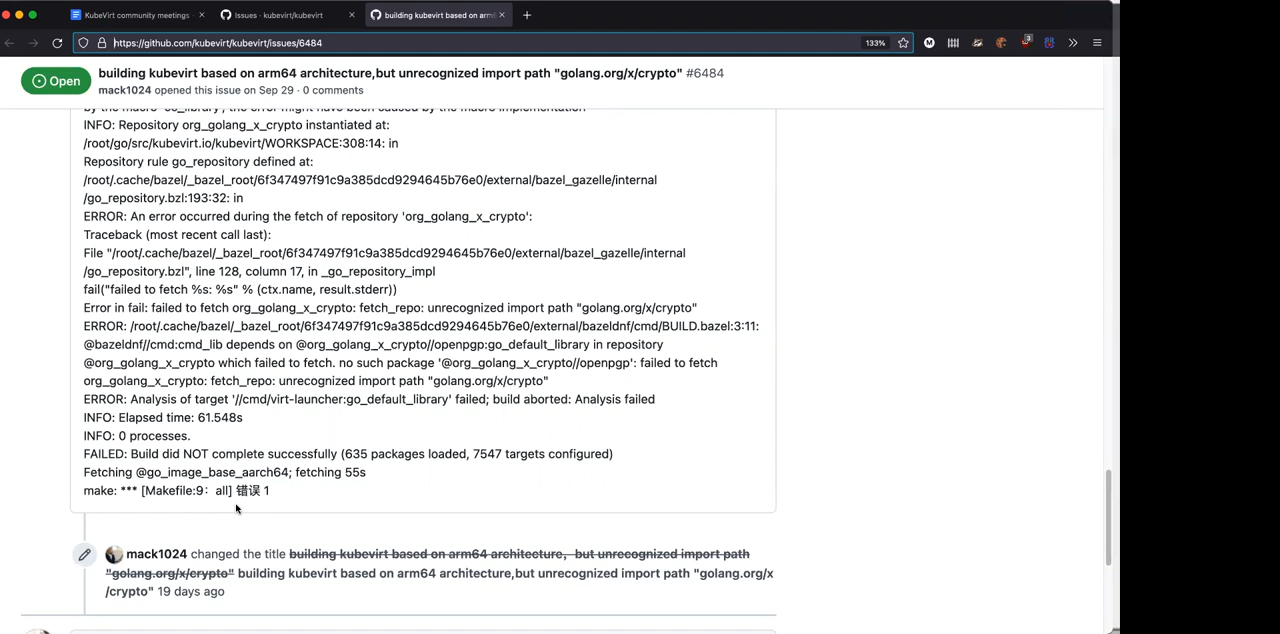 KubeVirt community meetings
Issues · kubevirt/kubevirt
building kubevirt based on arm6
https://github.com/kubevirt/kubevirt/issues/6484
133%
3
Open
building kubevirt based on arm64 architecture,but unrecognized import path "golang.org/x/crypto" #6484
mack1024 opened this issue on Sep 29 · 0 comments
INFO: Repository org_golang_x_crypto instantiated at:
/root/go/src/kubevirt.io/kubevirt/WORKSPACE:308:14: in
Repository rule go_repository defined at:
/root/.cache/bazel/_bazel_root/6f347497f91c9a385dcd9294645b76e0/external/bazel_gazelle/internal
/go_repository.bzl:193:32: in
ERROR: An error occurred during the fetch of repository 'org_golang_x_crypto':
Traceback (most recent call last):
File "/root/.cache/bazel/_bazel_root/6f347497f91c9a385dcd9294645b76e0/external/bazel_gazelle/internal
/go_repository.bzl", line 128, column 17, in _go_repository_impl
fail("failed to fetch %s: %s" % (ctx.name, result.stderr))
Error in fail: failed to fetch org_golang_x_crypto: fetch_repo: unrecognized import path "golang.org/x/crypto"
ERROR: /root/.cache/bazel/_bazel_root/6f347497f91c9a385dcd9294645b76e0/external/bazeldnf/cmd/BUILD.bazel:3:11:
@bazeldnf//cmd:cmd_lib depends on @org_golang_x_crypto//openpgp:go_default_library in repository
@org_golang_x_crypto which failed to fetch. no such package '@org_golang_x_crypto//openpgp': failed to fetch
org_golang_x_crypto: fetch_repo: unrecognized import path "golang.org/x/crypto"
ERROR: Analysis of target '//cmd/virt-launcher:go_default_library' failed; build aborted: Analysis failed
INFO: Elapsed time: 61.548s
INFO: 0 processes.
FAILED: Build did NOT complete successfully (635 packages loaded, 7547 targets configured)
Fetching @go_image_base_aarch64; fetching 55s
make: *** [Makefile:9：all] 错误 1
mack1024 changed the title building kubevirt based on arm64 architecture，but unrecognized import path
"golang.org/x/crypto" building kubevirt based on arm64 architecture,but unrecognized import path "golang.org/x
/crypto" 19 days ago